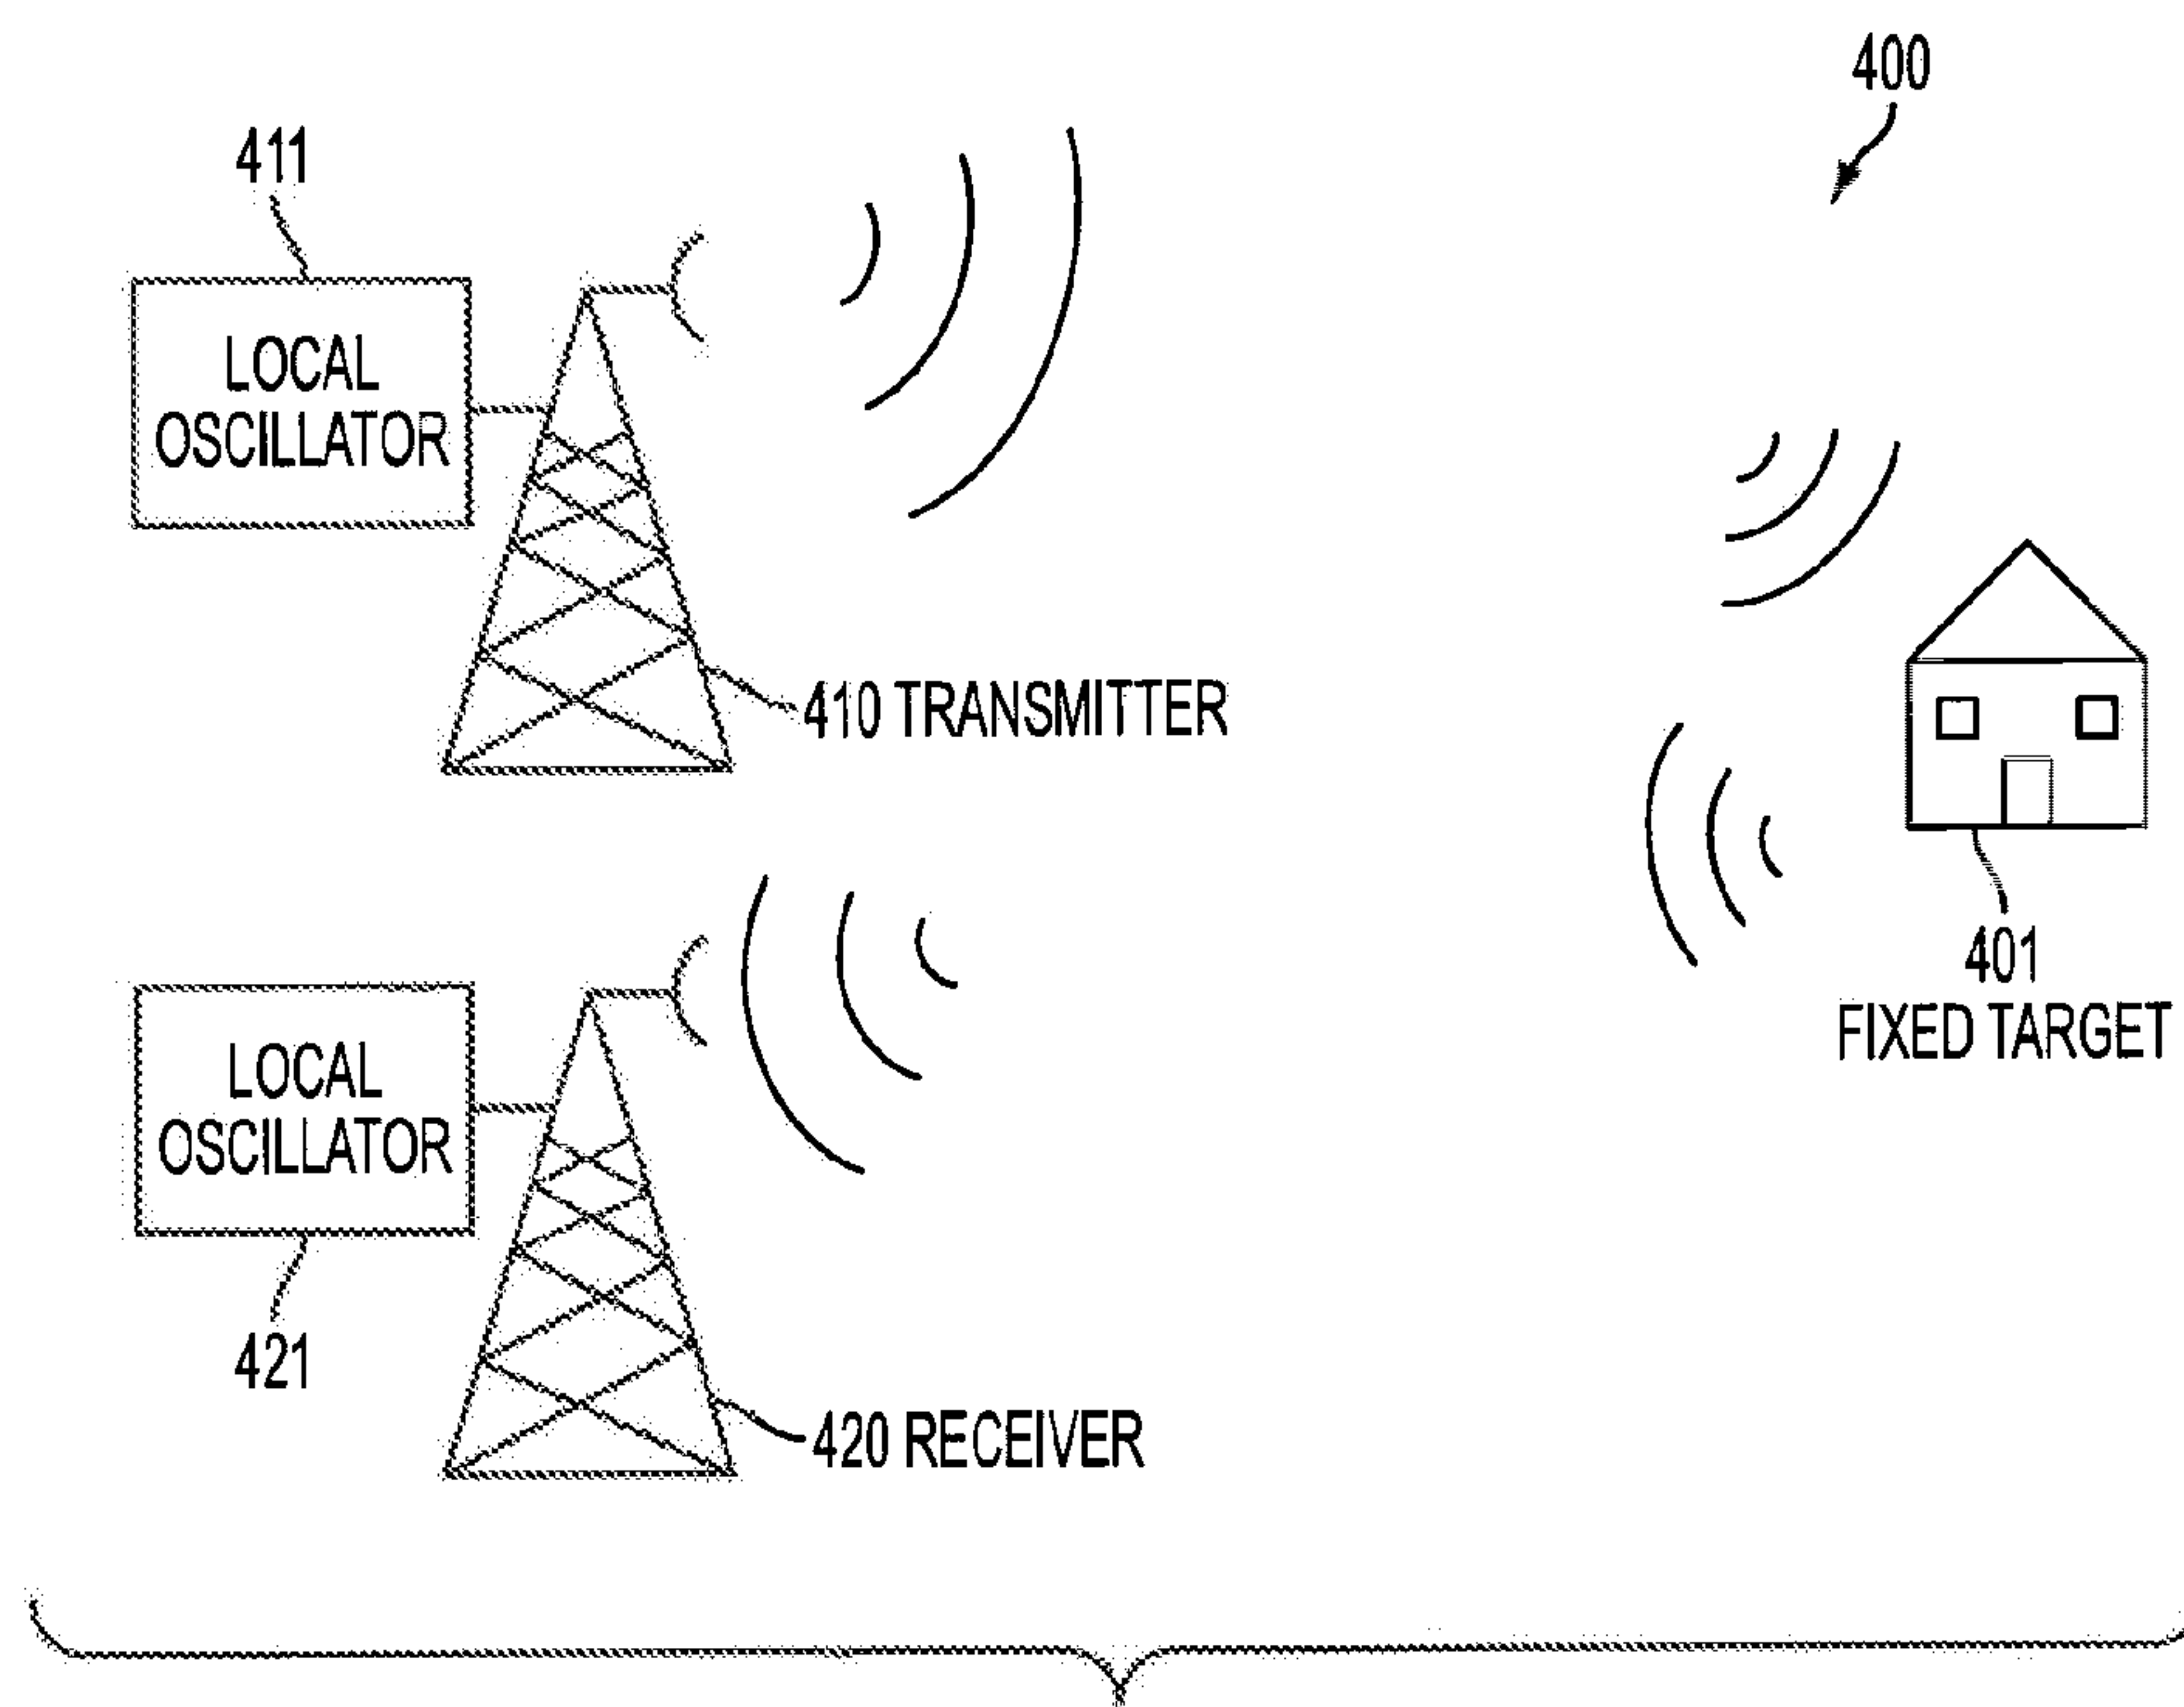 400
411
LOCAL
OSCILLATOR
410 TRANSMITTER
401
FIXED TARGET
LOCAL
OSCILLATOR
421
420 RECEIVER